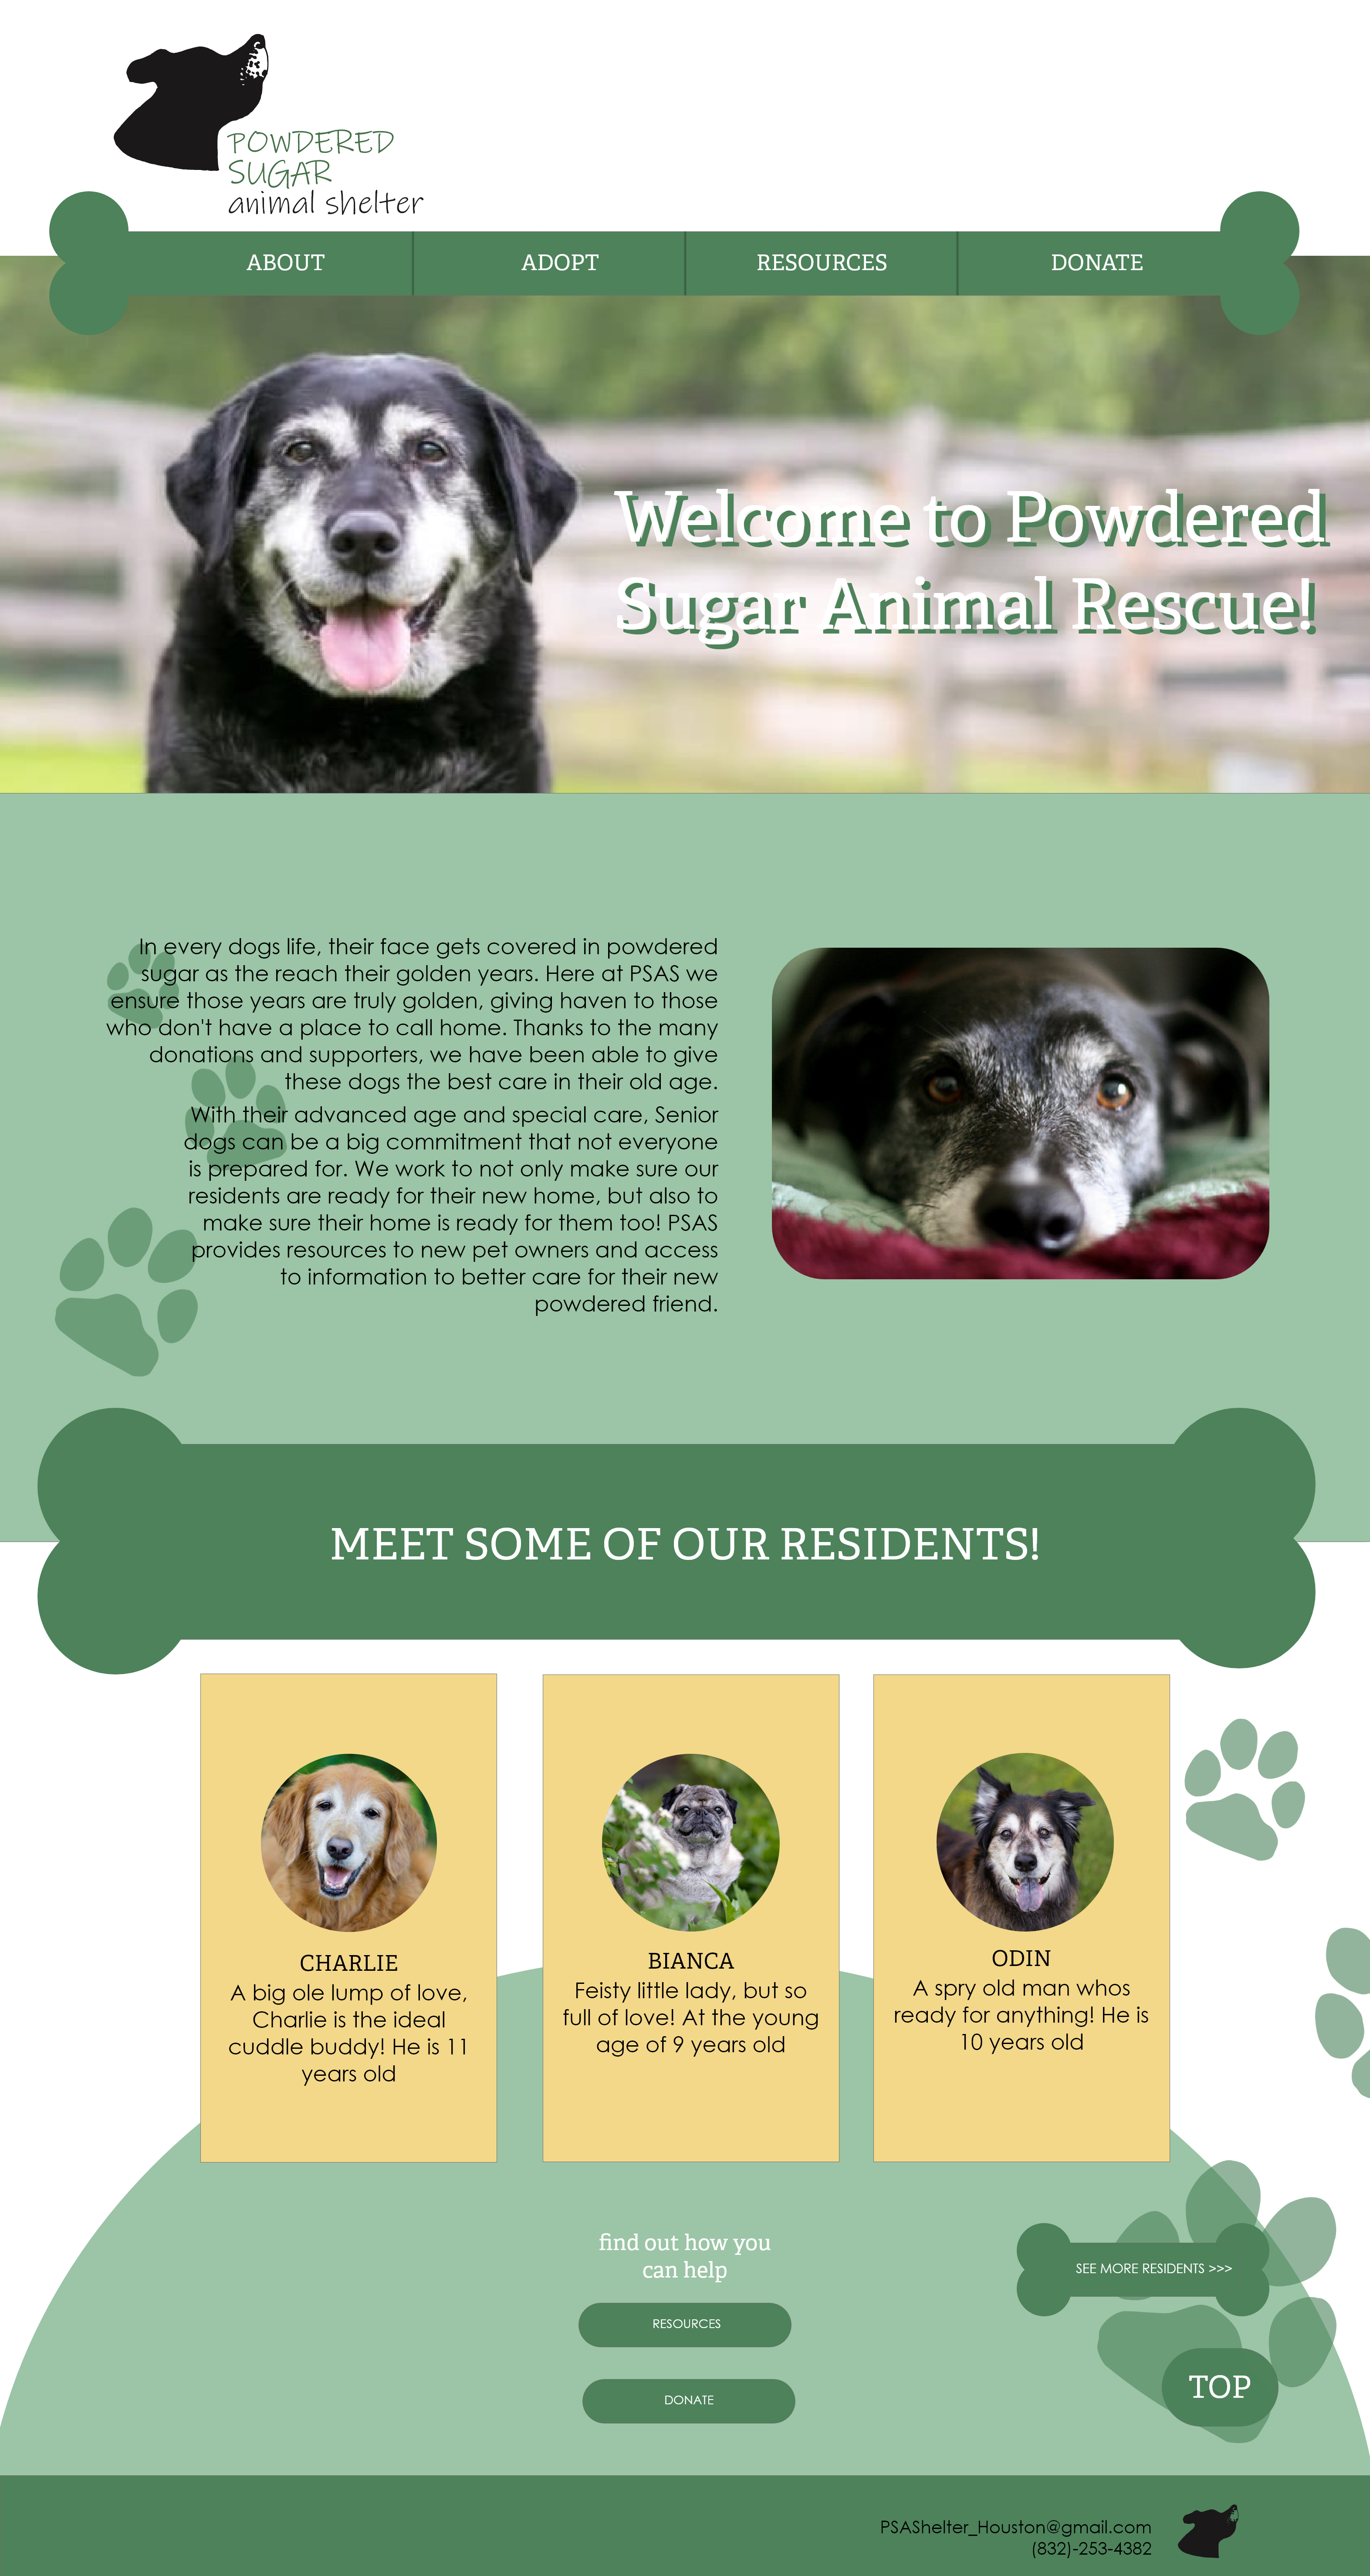 POWDERED
SUGAR
animal shelter
ABOUT
ADOPT
RESOURCES
DONATE
Welcome to Powdered
Sugar Animal Rescue!
In every dogs life, their face gets covered in powdered
sugar as the reach their golden years. Here at PSAS we
ensure those years are truly golden, giving haven to those
who don't have a place to call home. Thanks to the many
donations and supporters, we have been able to give
these dogs the best care in their old age.
With their advanced age and special care, Senior
dogs can be a big commitment that not everyone
is prepared for. We work to not only make sure our
residents are ready for their new home, but also to
make sure their home is ready for them too! PSAS
provides resources to new pet owners and access
to information to better care for their new
powdered friend.
MEET SOME OF OUR RESIDENTS!
CHARLIE
A big ole lump of love,
Charlie is the ideal
cuddle buddy! He is 11
years old
BIANCA
Feisty little lady, but so
full of love! At the young
age of 9 years old
ODIN
A spry old man whos
ready for anything! He is
10 years old
find out how you
can help
RESOURCES
DONATE
SEE MORE RESIDENTS >>>
TOP
PSAShelter_Houston@gmail.com
(832)-253-4382